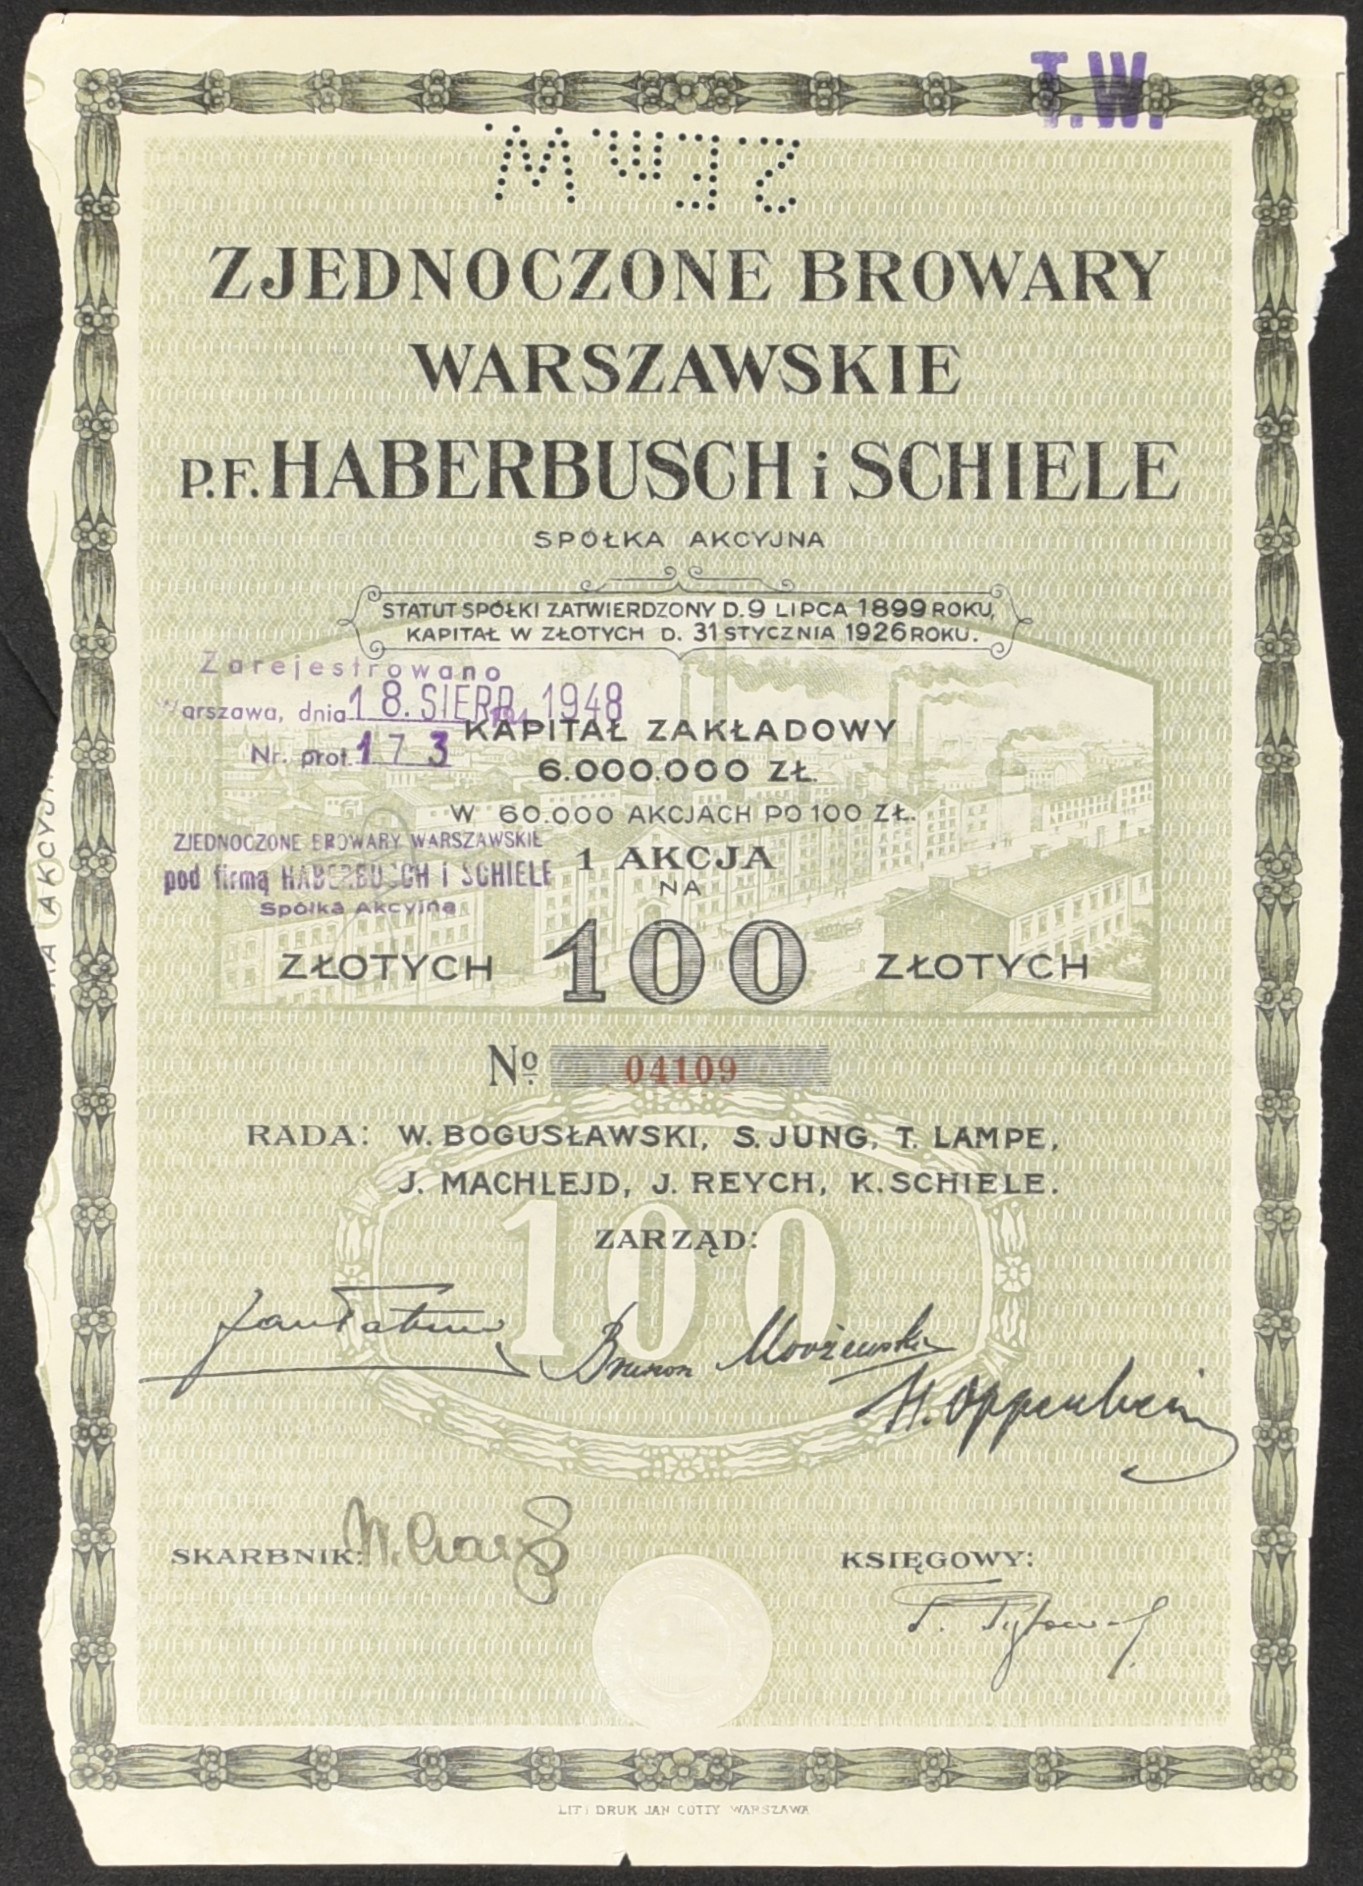 T.W.
ZJEDNOCZONE BROWARY
WARSZAWSKIE
P.F. HABERBUSCH i SCHIELE
SPÓŁKA AKCYJNA
STATUT SPÓŁKI ZATWIERDZONY D. 9 LIPCA 1899 ROKU,
KAPITAŁ W ZŁOTYCH D. 31 STYCZNIA 1926 ROKU.
Zarejestrowano
Warszawa, dnia 18. SIERP. 1948
Nr. prot. 173
KAPITAŁ ZAKŁADOWY
6.000.000 ZŁ.
W 60.000 AKCJACH PO 100 ZŁ.
ZJEDNOCZONE BROWARY WARSZAWSKIE
pod firmą HABERBUSCH I SCHIELE
Spółka Akcyjna
1 AKCJA
NA
ZŁOTYCH 100 ZŁOTYCH
No 04109
RADA: W. BOGUSŁAWSKI, S. JUNG, T. LAMPE,
J. MACHLEJD, J. REYCH, K. SCHIELE.
ZARZĄD:
100
Brunon
H. Oppenheim
SKARBNIK:
KSIĘGOWY:
LIT. I DRUK JAN COTTY WARSZAWA